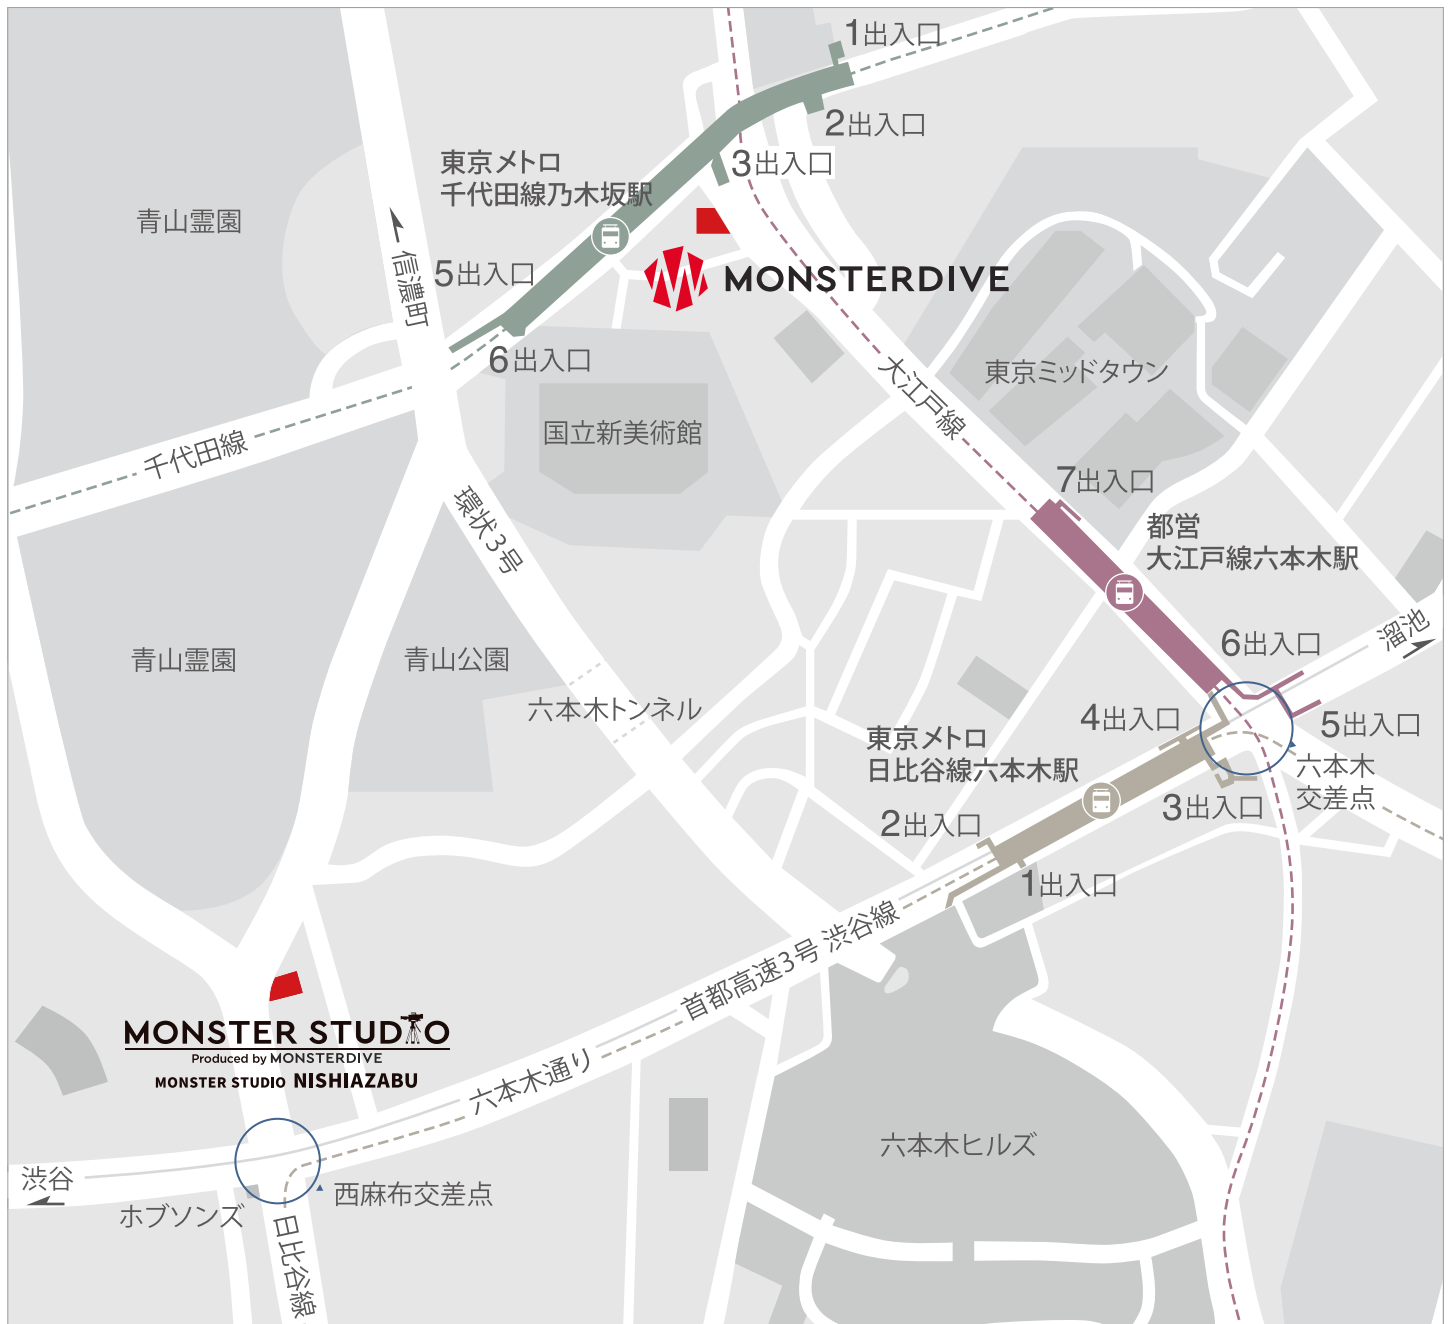 1出入口
2出入口
3出入口
東京メトロ
千代田線乃木坂駅
青山霊園
信濃町
5出入口
MONSTERDIVE
6出入口
東京ミッドタウン
大江戸線
国立新美術館
千代田線
7出入口
環状3号
都営
大江戸線六本木駅
溜池
6出入口
青山霊園
青山公園
六本木トンネル
4出入口
5出入口
東京メトロ
日比谷線六本木駅
六本木
交差点
3出入口
2出入口
1出入口
首都高速3号 渋谷線
MONSTER STUDIO
Produced by MONSTERDIVE
MONSTER STUDIO NISHIAZABU
六本木通り
六本木ヒルズ
渋谷
西麻布交差点
ホブソンズ
日比谷線